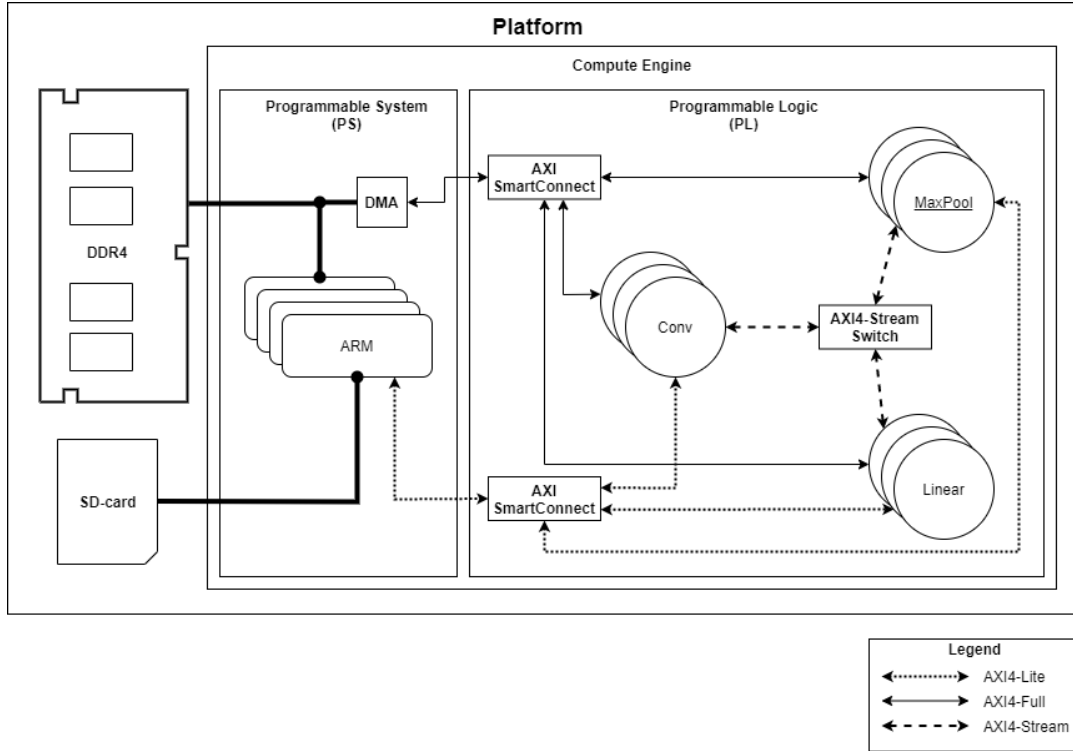 Platform
Compute Engine
Programmable System
(PS)
Programmable Logic
(PL)
DDR4
DMA
AXI
SmartConnect
MaxPool
Conv
AXI4-Stream
Switch
ARM
SD-card
AXI
SmartConnect
Linear
Legend
AXI4-Lite
AXI4-Full
AXI4-Stream